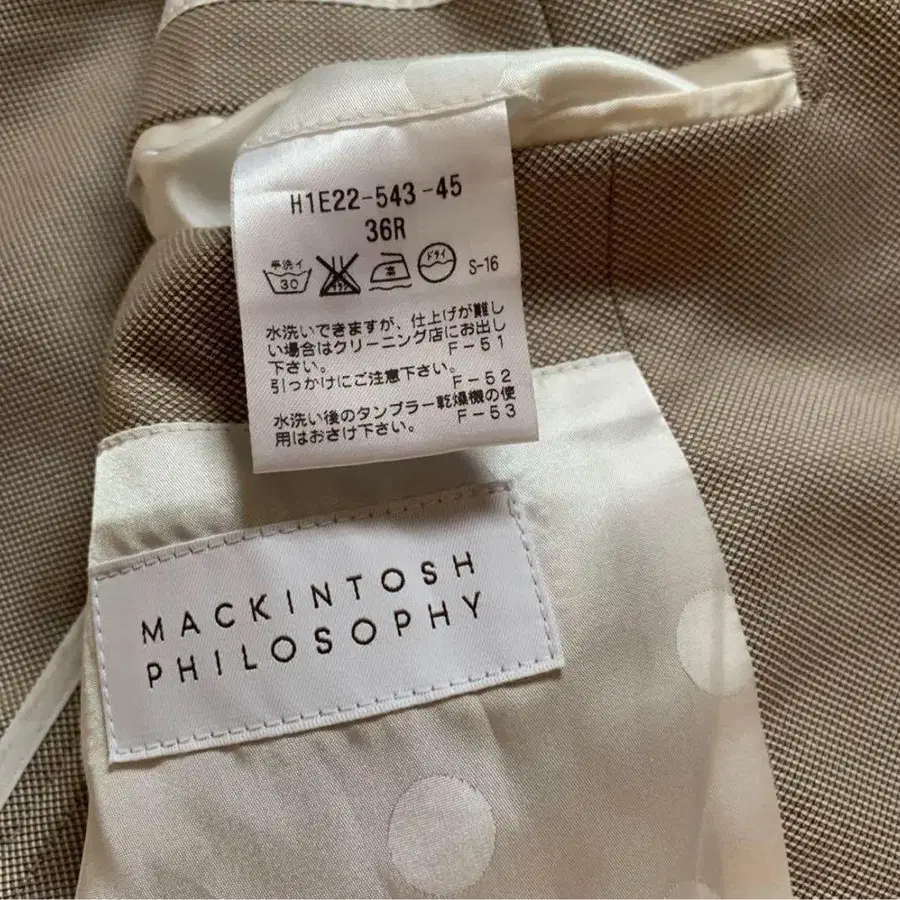 H1E22-543-45
36R
手洗イ 30 エンソ 高 ドライ S-16
水洗いできますが、仕上げが難し
い場合はクリーニング店にお出し
下さい。 F-51
引っかけにご注意下さい。
F-52
水洗い後のタンブラー乾燥機の使
用はおさけ下さい。 F-53
MACKINTOSH
PHILOSOPHY